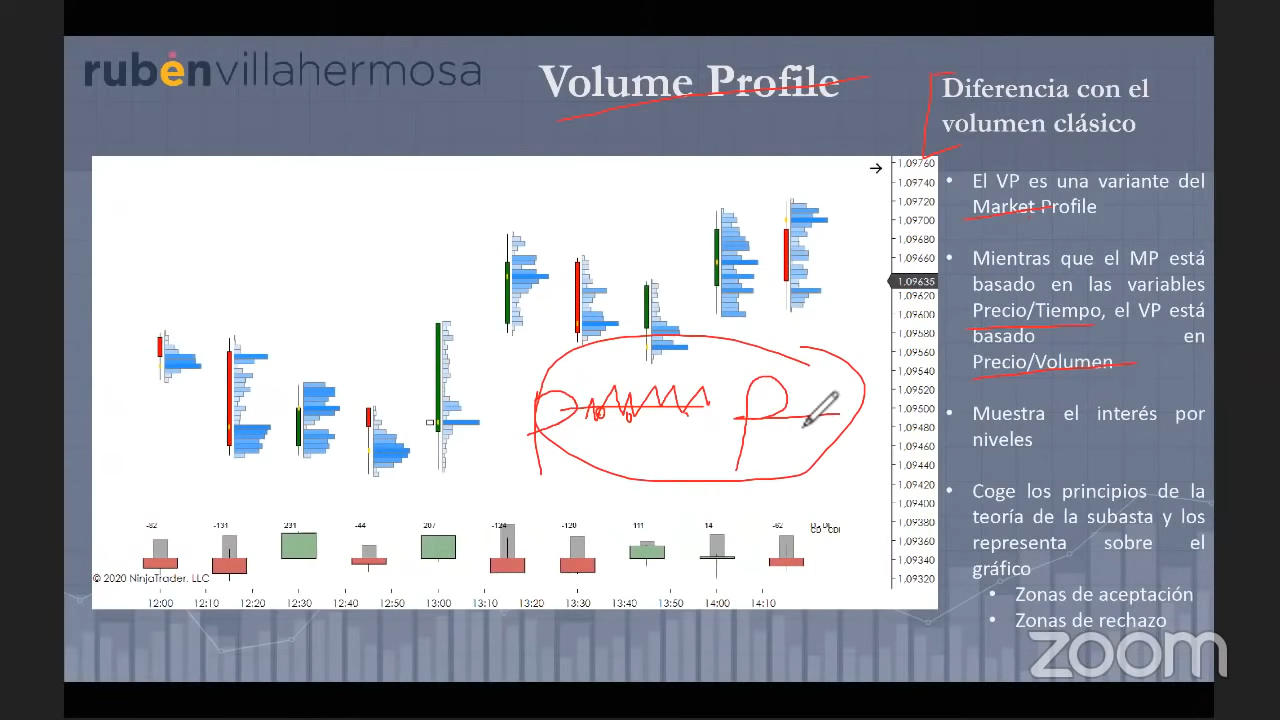 rubénvillahermosa
Volume Profile
Diferencia con el
volumen clásico
• El VP es una variante del
Market Profile
• Mientras que el MP está
basado en las variables
Precio/Tiempo, el VP está
basado en
Precio/Volumen
• Muestra el interés por
niveles
• Coge los principios de la
teoría de la subasta y los
representa sobre el
gráfico
• Zonas de aceptación
• Zonas de rechazo
1.09760
1.09740
1.09720
1.09700
1.09680
1.09660
1.09635
1.09620
1.09600
1.09580
1.09560
1.09540
1.09520
1.09500
1.09480
1.09460
1.09440
1.09420
1.09400
1.09380
1.09360
1.09340
1.09320
-82 -131 231 -44 207 -124 -120 111 14 -62
© 2020 NinjaTrader, LLC
12:00 12:10 12:20 12:30 12:40 12:50 13:00 13:10 13:20 13:30 13:40 13:50 14:00 14:10
zoom